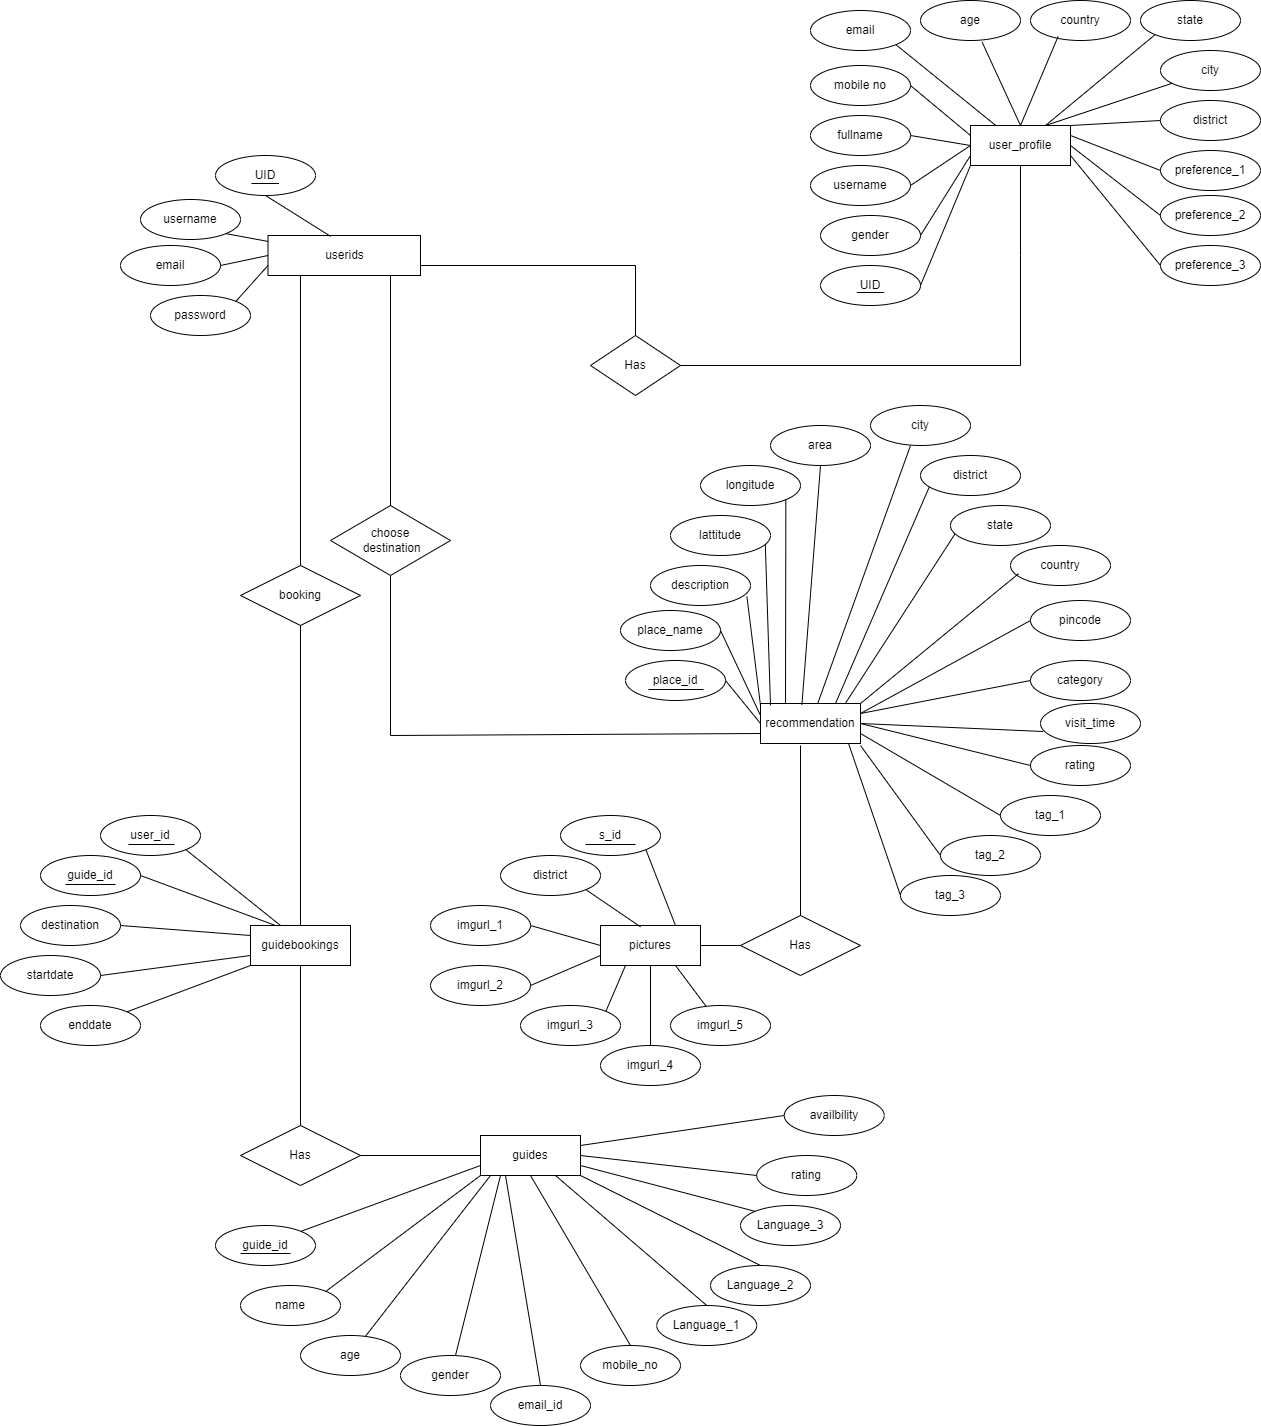 email
age
country
state
mobile no
city
fullname
district
user_profile
username
preference_1
gender
preference_2
UID
preference_3
UID
username
userids
email
password
Has
choose
destination
booking
area
city
longitude
district
lattitude
state
description
country
place_name
pincode
place_id
category
recommendation
visit_time
rating
tag_1
tag_2
tag_3
user_id
guide_id
destination
guidebookings
startdate
enddate
s_id
district
imgurl_1
pictures
Has
imgurl_2
imgurl_3
imgurl_5
imgurl_4
Has
guides
availbility
rating
Language_3
guide_id
Language_2
name
Language_1
age
mobile_no
gender
email_id